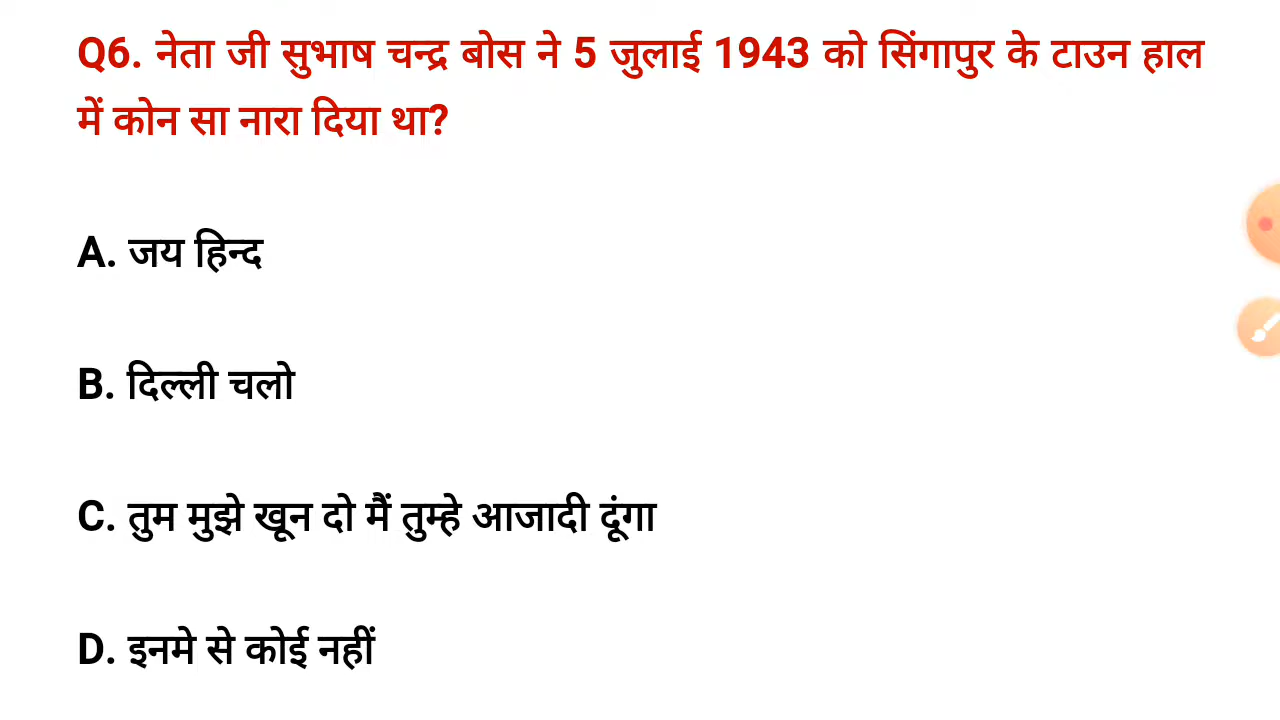 Q6. नेता जी सुभाष चन्द्र बोस ने 5 जुलाई 1943 को सिंगापुर के टाउन हाल
में कोन सा नारा दिया था?
A. जय हिन्द
B. दिल्ली चलो
C. तुम मुझे खून दो मैं तुम्हे आजादी दूंगा
D. इनमे से कोई नहीं